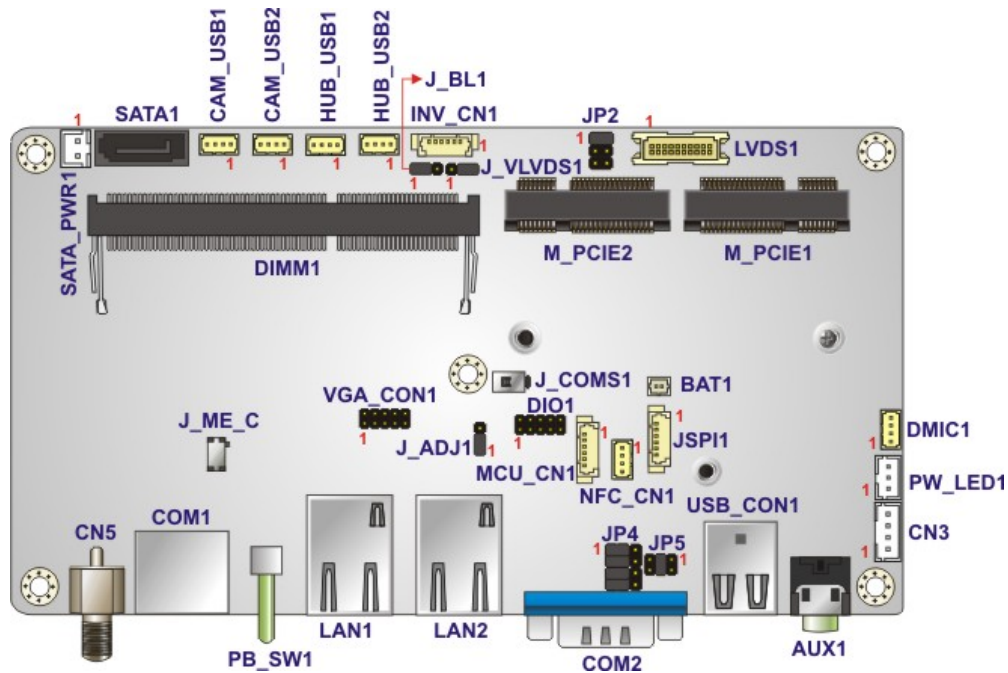 CAM_USB1
CAM_USB2
HUB_USB1
HUB_USB2
J_BL1
1
SATA1
INV_CN1
JP2
1
1
1
LVDS1
1
1
1
1
1
1
J_VLVDS1
SATA_PWR1
M_PCIE2
M_PCIE1
DIMM1
J_COMS1
BAT1
VGA_CON1
DIO1
J_ME_C
1
J_ADJ1
1
1
1
1
1
JSPI1
DMIC1
1
MCU_CN1
NFC_CN1
PW_LED1
1
USB_CON1
COM1
CN5
JP4
1
JP5
1
CN3
1
LAN1
LAN2
PB_SW1
COM2
AUX1